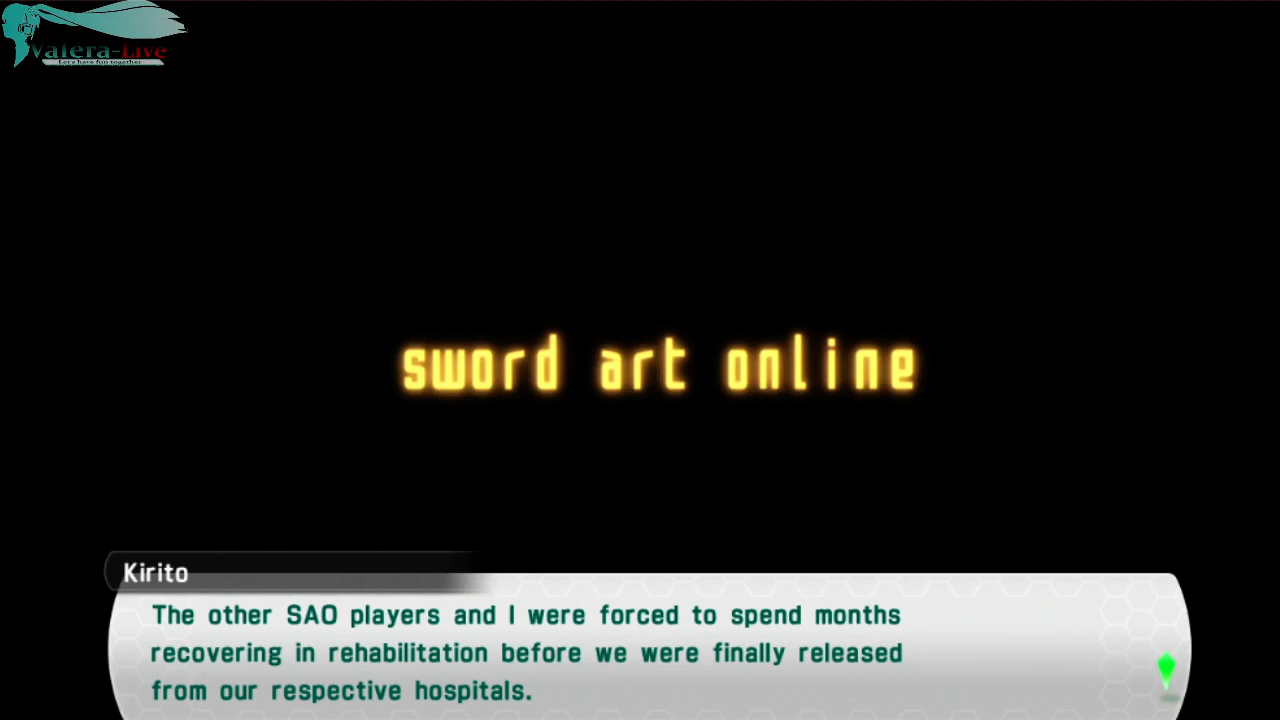 Valera-Live
Let's have fun together
sword art online
Kirito
The other SAO players and I were forced to spend months
recovering in rehabilitation before we were finally released
from our respective hospitals.